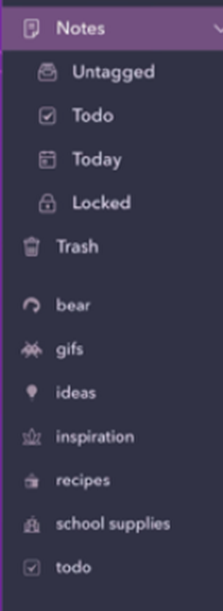 Notes
Untagged
Todo
Today
Locked
Trash
bear
gifs
ideas
inspiration
recipes
school supplies
todo